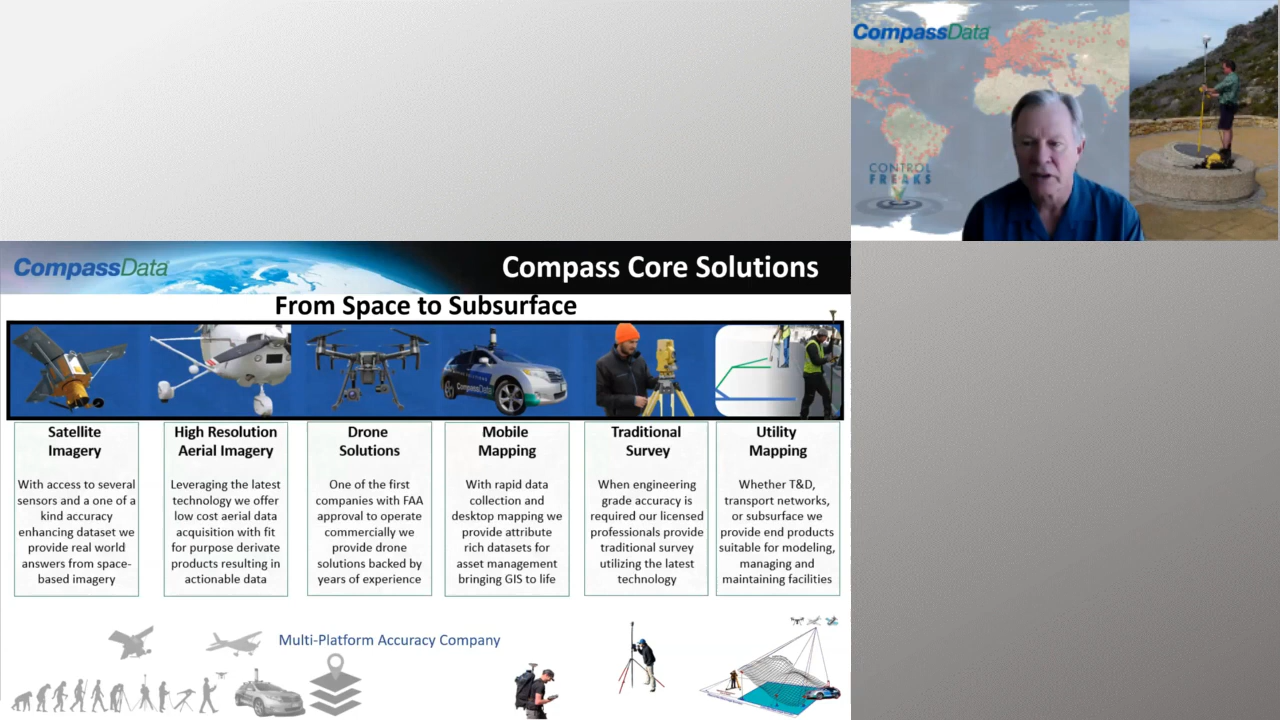 CompassData
CONTROL
FREAKS
CompassData
Compass Core Solutions
From Space to Subsurface
CompassData
Satellite
Imagery
With access to several
sensors and a one of a
kind accuracy
enhancing dataset we
provide real world
answers from space-
based imagery
High Resolution
Aerial Imagery
Leveraging the latest
technology we offer
low cost aerial data
acquisition with fit
for purpose derivate
products resulting in
actionable data
Drone
Solutions
One of the first
companies with FAA
approval to operate
commercially we
provide drone
solutions backed by
years of experience
Mobile
Mapping
With rapid data
collection and
desktop mapping we
provide attribute
rich datasets for
asset management
bringing GIS to life
Traditional
Survey
When engineering
grade accuracy is
required our licensed
professionals provide
traditional survey
utilizing the latest
technology
Utility
Mapping
Whether T&D,
transport networks,
or subsurface we
provide end products
suitable for modeling,
managing and
maintaining facilities
Multi-Platform Accuracy Company